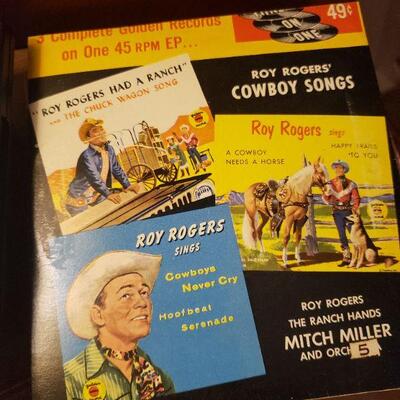 3 Complete Golden Records
on One 45 RPM EP...
ON
ONE
49¢
ROY ROGERS'
COWBOY SONGS
"ROY ROGERS HAD A RANCH"
and THE CHUCK WAGON SONG
Roy Rogers sings
A COWBOY
NEEDS A HORSE
HAPPY TRAILS
TO YOU
ROY ROGERS
SINGS
Cowboys
Never Cry
Hoofbeat
Serenade
ROY ROGERS
THE RANCH HANDS
MITCH MILLER
AND ORCH
5